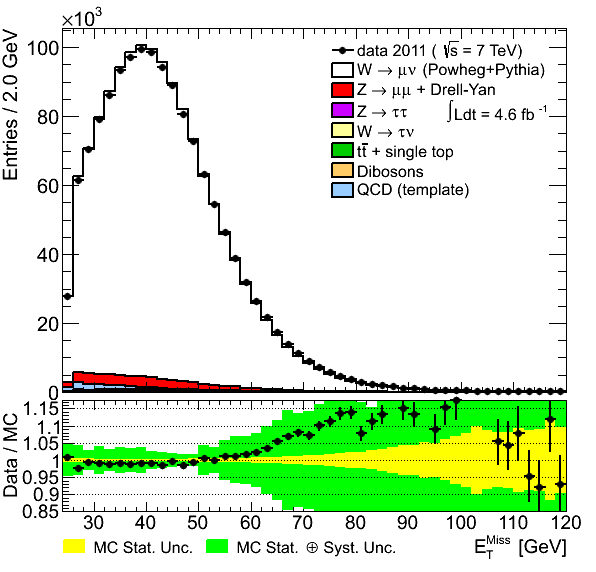 ×10³
Entries / 2.0 GeV
100
80
60
40
20
0
data 2011 ( √s = 7 TeV)
W → μν (Powheg+Pythia)
Z → μμ + Drell-Yan
Z → ττ
∫Ldt = 4.6 fb⁻¹
W → τν
tt̄ + single top
Dibosons
QCD (template)
Data / MC
1.15
1.1
1.05
1
0.95
0.9
0.85
30 40 50 60 70 80 90 100 110 120
MC Stat. Unc. MC Stat. ⊕ Syst. Unc. E_T^Miss [GeV]